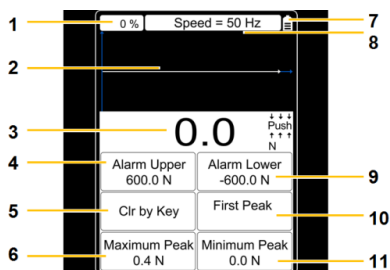 1 0 % Speed = 50 Hz 7
8
2
3 0.0 Push
N
4 Alarm Upper Alarm Lower
600.0 N -600.0 N 9
5 Clr by Key First Peak 10
6 Maximum Peak Minimum Peak
0.4 N 0.0 N 11